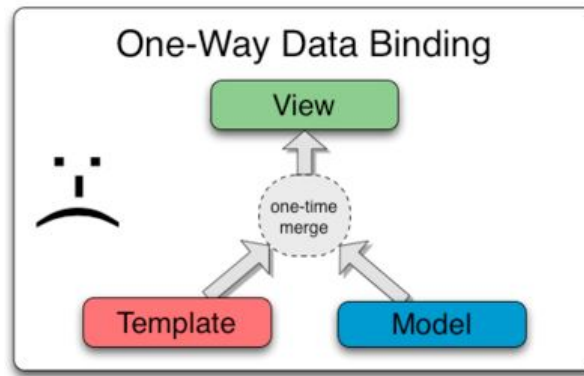 One-Way Data Binding
View
one-time
merge
Template
Model